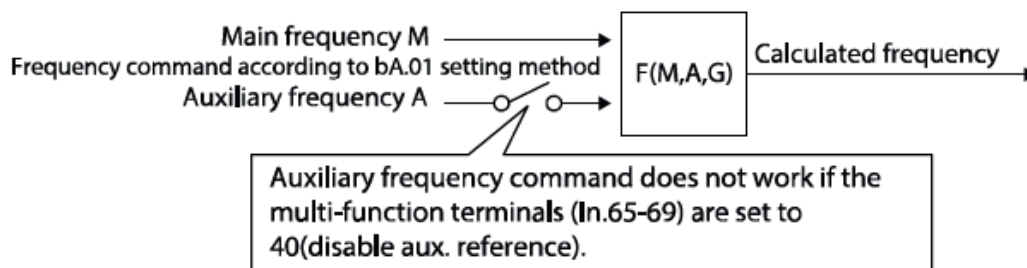 Main frequency M
Frequency command according to bA.01 setting method
Auxiliary frequency A
F(M,A,G)
Calculated frequency
Auxiliary frequency command does not work if the
multi-function terminals (In.65-69) are set to
40(disable aux. reference).